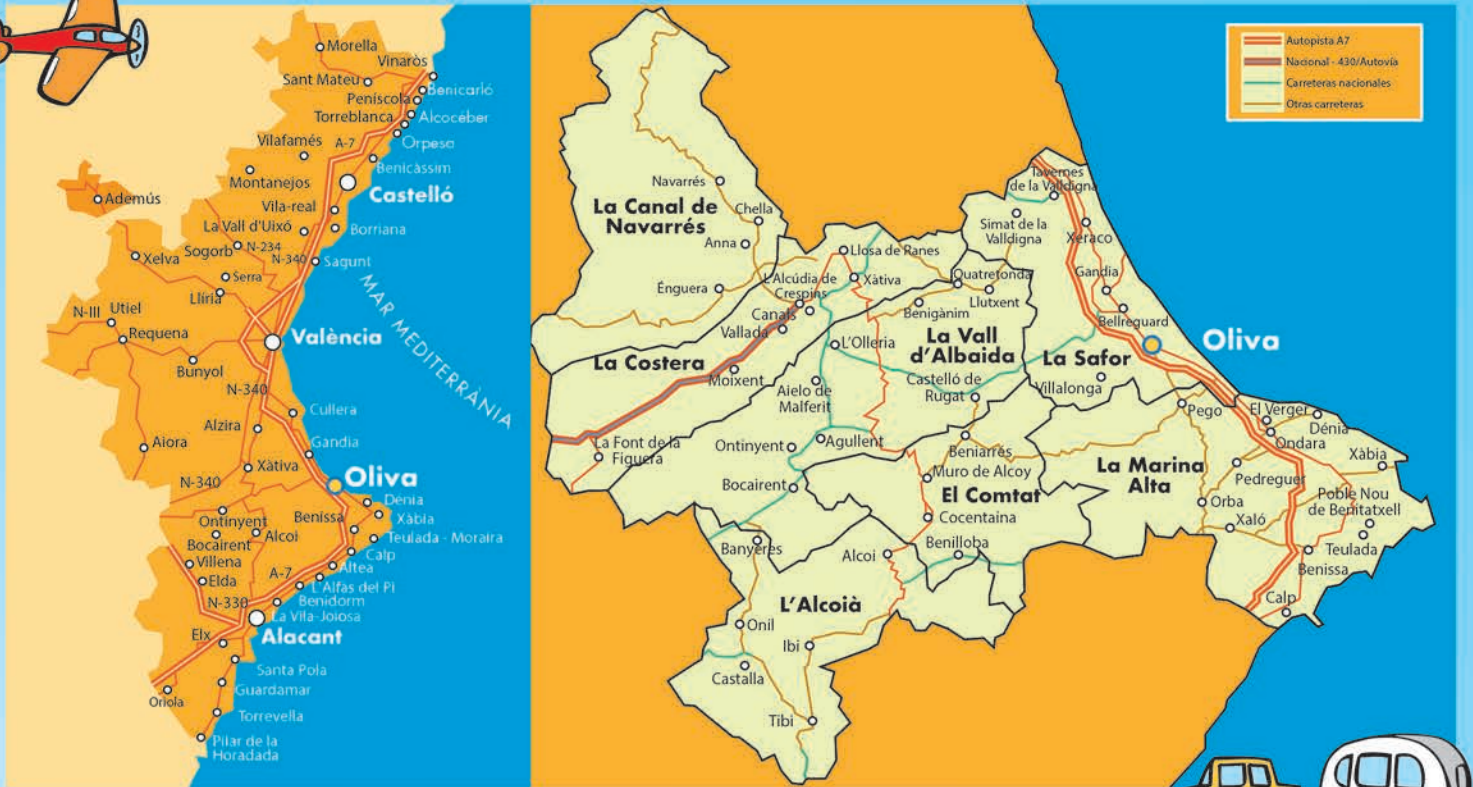 Morella
Vinaròs
Sant Mateu
Benicarló
Peníscola
Torreblanca
Alcocéber
Vilafamés
A-7
Orpesa
Benicàssim
Montanejos
Castelló
Ademús
Vila-real
La Vall d'Uixó
Borriana
Sogorb
N-234
N-340
Xelva
Sagunt
Serra
Llíria
MAR MEDITERRÀNIA
N-III
Utiel
Requena
València
Bunyol
N-340
Cullera
Alzira
Aiora
Gandia
Xàtiva
Oliva
N-340
Dénia
Ontinyent
Benissa
Xàbia
Bocairent
Alcoi
Teulada - Moraira
Villena
Calp
Altea
Elda
A-7
L'Alfàs del Pi
N-330
Benidorm
La Vila-Joiosa
Elx
Alacant
Santa Pola
Oriola
Guardamar
Torrevella
Pilar de la
Horadada
Autopista A7
Nacional - 430/Autovía
Carreteras nacionales
Otras carreteras
Navarrés
La Canal de
Navarrés
Chella
Anna
Énguera
Llosa de Ranes
L'Alcúdia de
Crespins
Xàtiva
Canals
Vallada
La Costera
Moixent
La Font de la
Figuera
Tavernes
de la Valldigna
Simat de la
Valldigna
Xeraco
Gandia
Quatretonda
Llutxent
Benigànim
Bellreguard
La Vall
d'Albaida
L'Olleria
La Safor
Oliva
Castelló de
Rugat
Villalonga
Aielo de
Malferit
Pego
El Verger
Dénia
Ondara
Ontinyent
Agullent
Beniarrés
Xàbia
Muro de Alcoy
La Marina
Alta
Pedreguer
Bocairent
El Comtat
Orba
Poble Nou
de Benitatxell
Cocentaina
Xaló
Banyeres
Alcoi
Benilloba
Teulada
Benissa
L'Alcoià
Calp
Onil
Ibi
Castalla
Tibi